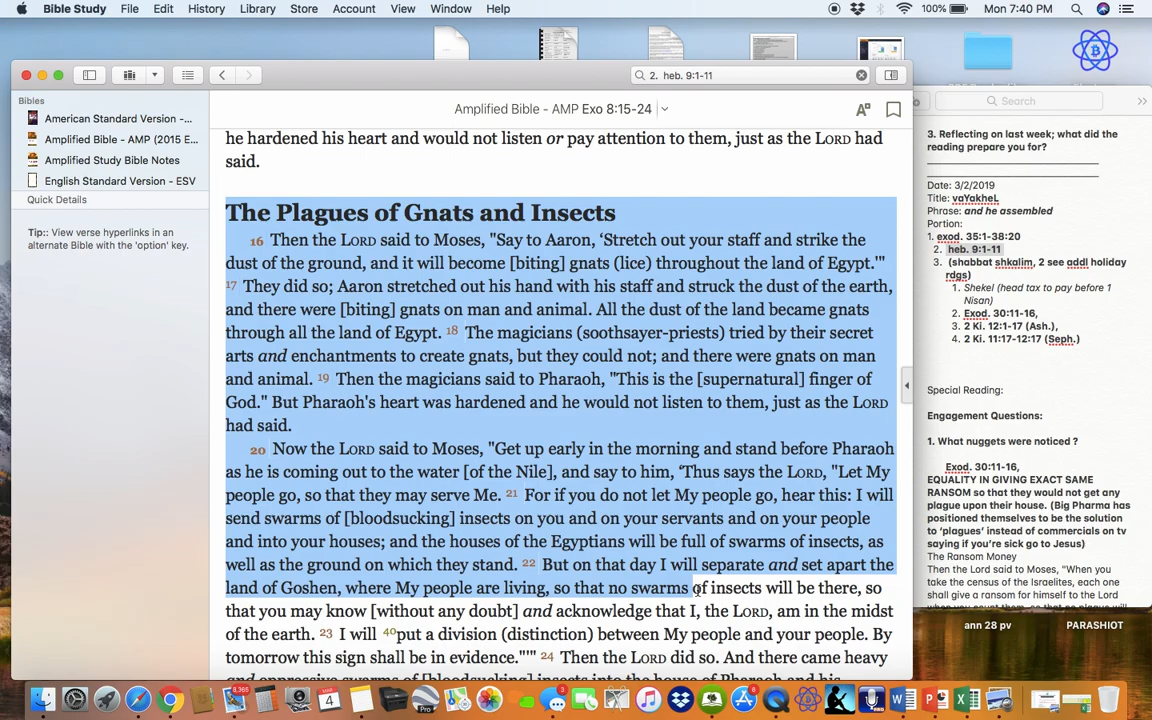 Bible Study File Edit History Library Store Account View Window Help 100% Mon 7:40 PM
2. heb. 9:1-11
Search
Bibles
American Standard Version -...
Amplified Bible - AMP (2015 E...
Amplified Study Bible Notes
English Standard Version - ESV
Quick Details
Tip:: View verse hyperlinks in an
alternate Bible with the 'option' key.
Amplified Bible - AMP Exo 8:15-24
he hardened his heart and would not listen or pay attention to them, just as the LORD had
said.
The Plagues of Gnats and Insects
16 Then the LORD said to Moses, "Say to Aaron, ‘Stretch out your staff and strike the
dust of the ground, and it will become [biting] gnats (lice) throughout the land of Egypt.'"
17 They did so; Aaron stretched out his hand with his staff and struck the dust of the earth,
and there were [biting] gnats on man and animal. All the dust of the land became gnats
through all the land of Egypt. 18 The magicians (soothsayer-priests) tried by their secret
arts and enchantments to create gnats, but they could not; and there were gnats on man
and animal. 19 Then the magicians said to Pharaoh, "This is the [supernatural] finger of
God." But Pharaoh's heart was hardened and he would not listen to them, just as the LORD
had said.
20 Now the LORD said to Moses, "Get up early in the morning and stand before Pharaoh
as he is coming out to the water [of the Nile], and say to him, ‘Thus says the LORD, "Let My
people go, so that they may serve Me. 21 For if you do not let My people go, hear this: I will
send swarms of [bloodsucking] insects on you and on your servants and on your people
and into your houses; and the houses of the Egyptians will be full of swarms of insects, as
well as the ground on which they stand. 22 But on that day I will separate and set apart the
land of Goshen, where My people are living, so that no swarms of insects will be there, so
that you may know [without any doubt] and acknowledge that I, the LORD, am in the midst
of the earth. 23 I will 40put a division (distinction) between My people and your people. By
tomorrow this sign shall be in evidence."'" 24 Then the LORD did so. And there came heavy
and oppressive swarms of [bloodsucking] insects into the house of Pharaoh and his
3. Reflecting on last week; what did the
reading prepare you for?
Date: 3/2/2019
Title: vaYakheL
Phrase: and he assembled
Portion:
1. exod. 35:1-38:20
2. heb. 9:1-11
3. (shabbat shkalim, 2 see addl holiday
rdgs)
1. Shekel (head tax to pay before 1
Nisan)
2. Exod. 30:11-16,
3. 2 Ki. 12:1-17 (Ash.),
4. 2 Ki. 11:17-12:17 (Seph.)
Special Reading:
Engagement Questions:
1. What nuggets were noticed ?
Exod. 30:11-16,
EQUALITY IN GIVING EXACT SAME
RANSOM so that they would not get any
plague upon their house. (Big Pharma has
positioned themselves to be the solution
to ‘plagues’ instead of commercials on tv
saying if you’re sick go to Jesus)
The Ransom Money
Then the Lord said to Moses, "When you
take the census of the Israelites, each one
shall give a ransom for himself to the Lord
ann 28 pv PARASHIOT
8,365
MAR
4
Pro
3
6